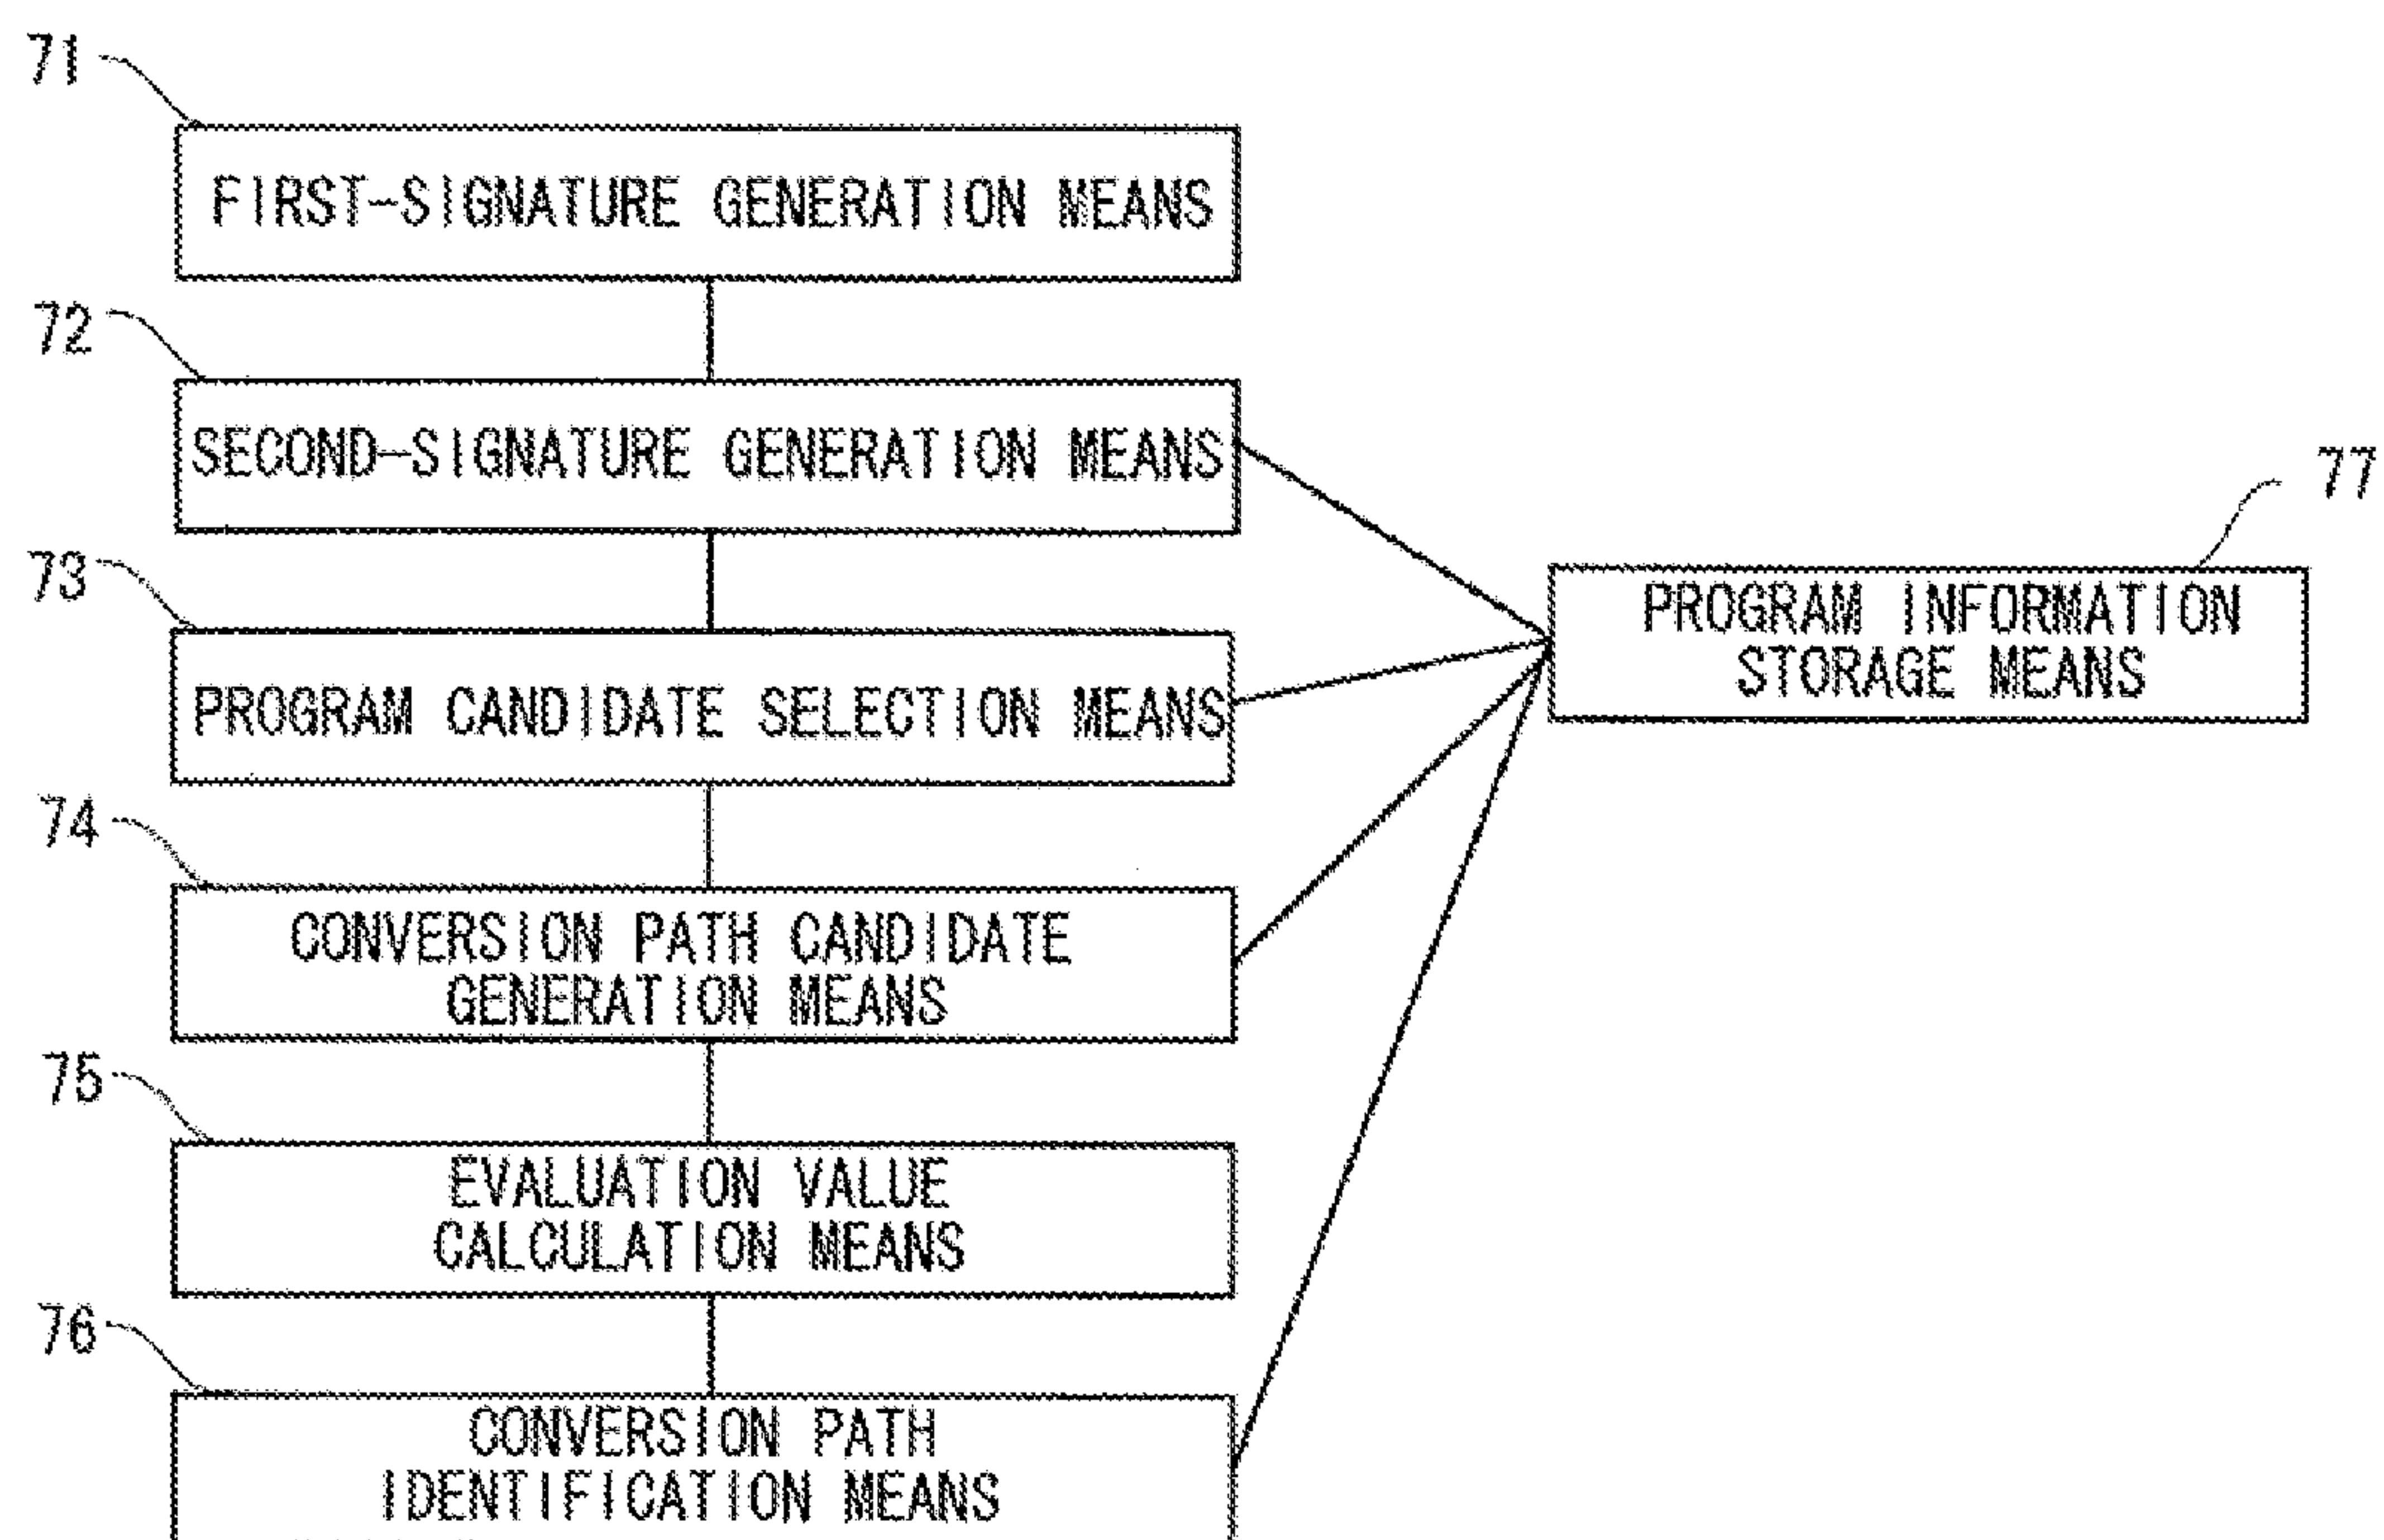 71
FIRST-SIGNATURE GENERATION MEANS
72
SECOND-SIGNATURE GENERATION MEANS
77
73
PROGRAM INFORMATION
STORAGE MEANS
PROGRAM CANDIDATE SELECTION MEANS
74
CONVERSION PATH CANDIDATE
GENERATION MEANS
75
EVALUATION VALUE
CALCULATION MEANS
76
CONVERSION PATH
IDENTIFICATION MEANS